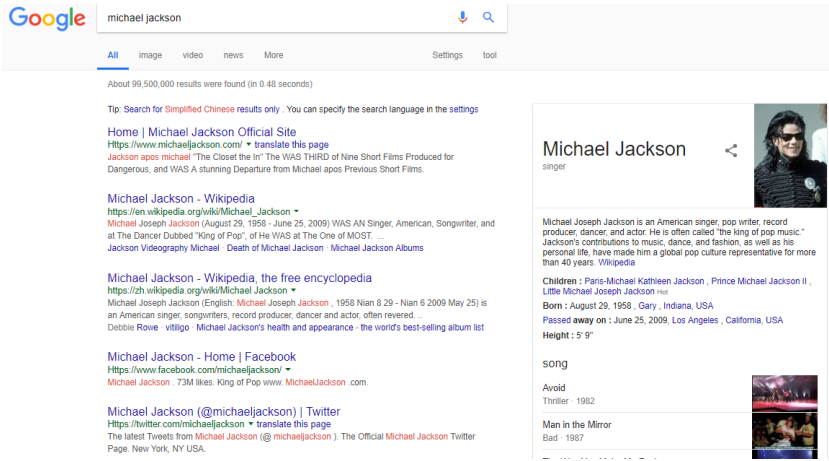 Google
michael jackson
All image video news More Settings tool
About 99,500,000 results were found (in 0.48 seconds)
Tip: Search for Simplified Chinese results only . You can specify the search language in the settings
Home | Michael Jackson Official Site
Https://www.michaeljackson.com/ translate this page
Jackson apos michael "The Closet the In" The WAS THIRD of Nine Short Films Produced for
Dangerous, and WAS A stunning Departure from Michael apos Previous Short Films.
Michael Jackson - Wikipedia
https://en.wikipedia.org/wiki/Michael_Jackson
Michael Joseph Jackson (August 29, 1958 - June 25, 2009) WAS AN Singer, American, Songwriter, and
at The Dancer Dubbed "King of Pop", of He WAS at The One of MOST. ...
Jackson Videography Michael · Death of Michael Jackson · Michael Jackson Albums
Michael Jackson - Wikipedia, the free encyclopedia
https://zh.wikipedia.org/wiki/Michael Jackson
Michael Joseph Jackson (English: Michael Joseph Jackson , 1958 Nian 8 29 - Nian 6 2009 May 25) is
an American singer, songwriters, record producer, dancer and actor, often revered. ..
Debbie Rowe · vitiligo · Michael Jackson's health and appearance - the world's best-selling album list
Michael Jackson - Home | Facebook
Https://www.facebook.com/michaeljackson/
Michael Jackson . 73M likes. King of Pop www. MichaelJackson .com.
Michael Jackson (@michaeljackson) | Twitter
Https://twitter.com/michaeljackson translate this page
The latest Tweets from Michael Jackson (@ michaeljackson ). The Official Michael Jackson Twitter
Page. New York, NY USA.
Michael Jackson
singer
Michael Joseph Jackson is an American singer, pop writer, record
producer, dancer, and actor. He is often called "the king of pop music."
Jackson's contributions to music, dance, and fashion, as well as his
personal life, have made him a global pop culture representative for more
than 40 years. Wikipedia
Children : Paris-Michael Kathleen Jackson , Prince Michael Jackson II ,
Little Michael Joseph Jackson Hot
Born : August 29, 1958 , Gary , Indiana, USA
Passed away on : June 25, 2009, Los Angeles , California, USA
Height : 5' 9"
song
Avoid
Thriller · 1982
Man in the Mirror
Bad · 1987